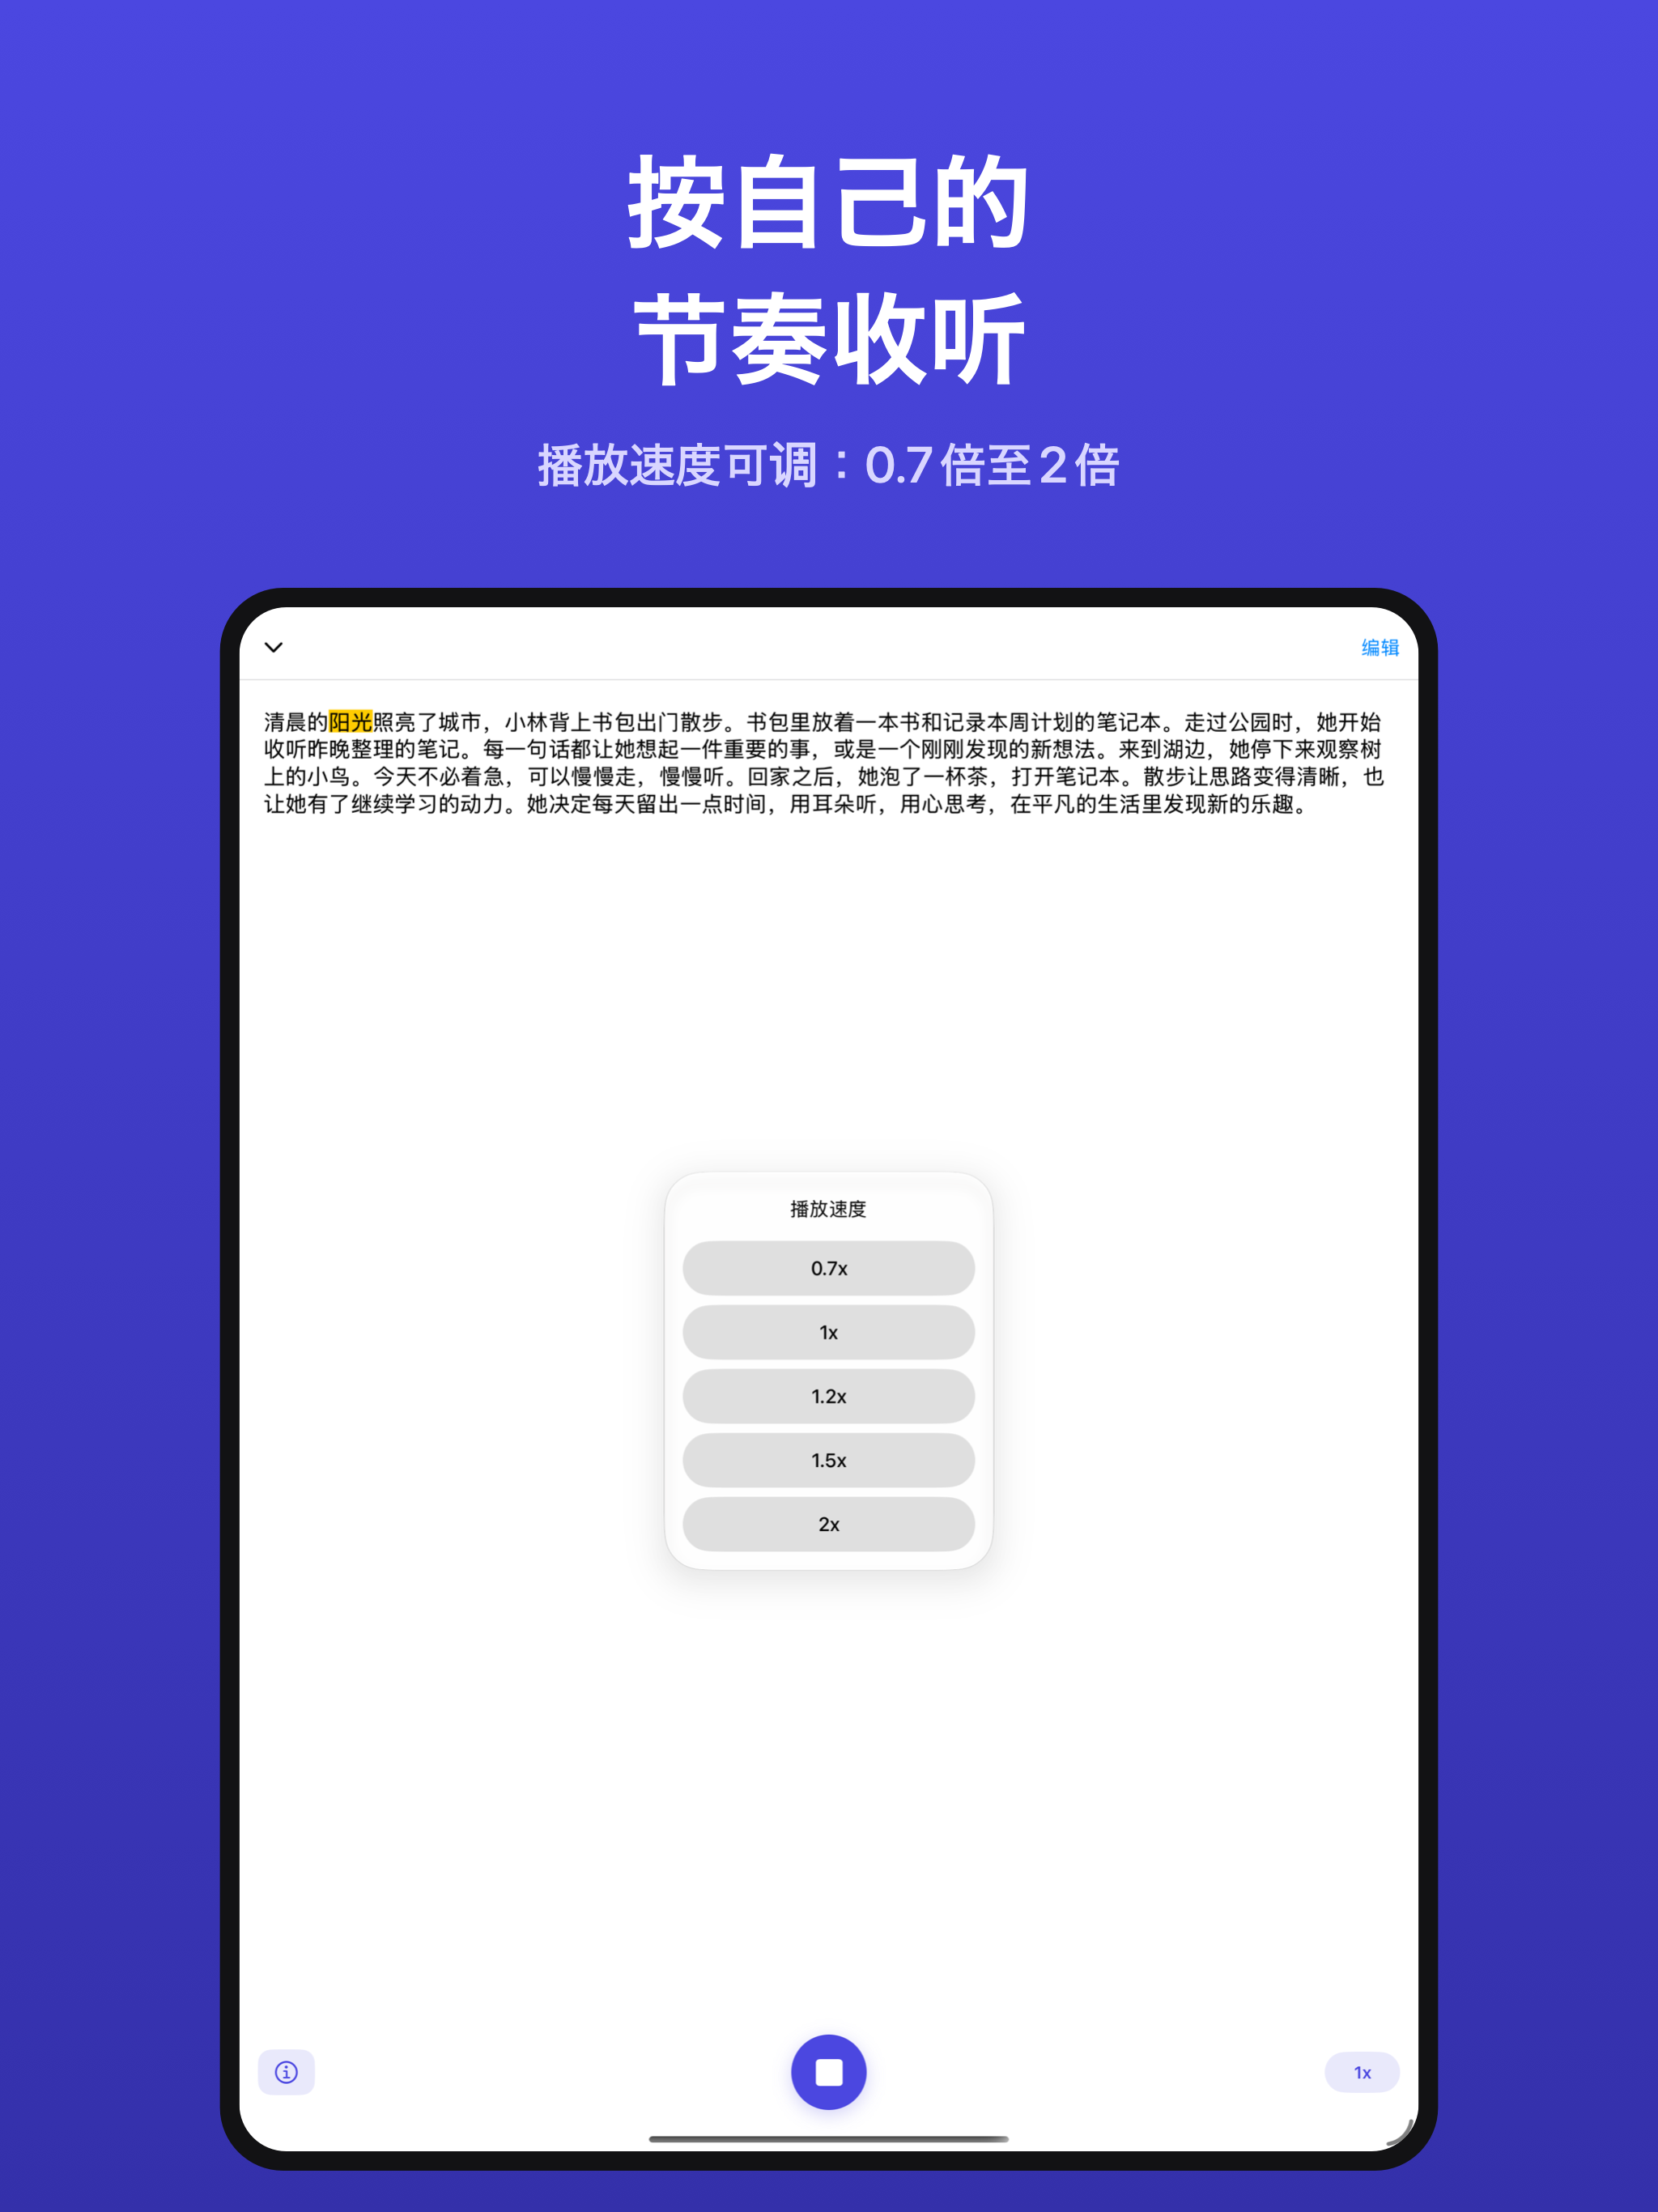 按自己的
节奏收听
播放速度可调：0.7 倍至 2 倍
编辑
清晨的阳光照亮了城市，小林背上书包出门散步。书包里放着一本书和记录本周计划的笔记本。走过公园时，她开始
收听昨晚整理的笔记。每一句话都让她想起一件重要的事，或是一个刚刚发现的新想法。来到湖边，她停下来观察树
上的小鸟。今天不必着急，可以慢慢走，慢慢听。回家之后，她泡了一杯茶，打开笔记本。散步让思路变得清晰，也
让她有了继续学习的动力。她决定每天留出一点时间，用耳朵听，用心思考，在平凡的生活里发现新的乐趣。
播放速度
0.7x
1x
1.2x
1.5x
2x
1x